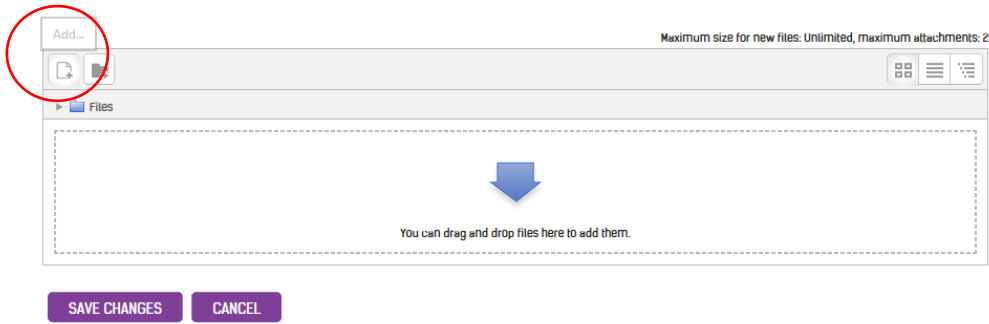 Add...
Maximum size for new files: Unlimited, maximum attachments: 2
Files
You can drag and drop files here to add them.
SAVE CHANGES
CANCEL